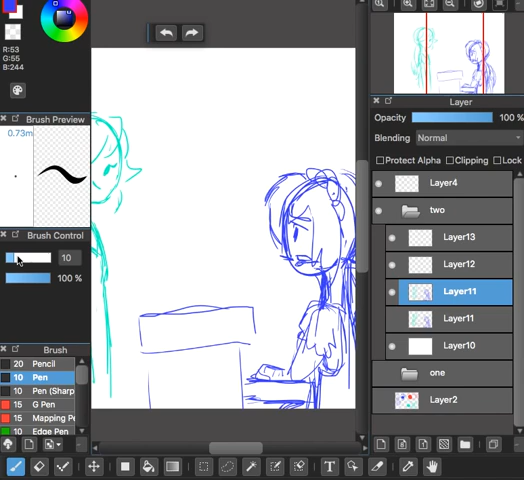 R:53
G:55
B:244
Brush Preview
0.73m
Brush Control
10
100 %
Brush
20 Pencil
10 Pen
10 Pen (Sharp
15 G Pen
15 Mapping Pe
10 Edge Pen
Layer
Opacity 100 %
Blending Normal
Protect Alpha Clipping Lock
Layer4
two
Layer13
Layer12
Layer11
Layer11
Layer10
one
Layer2
T